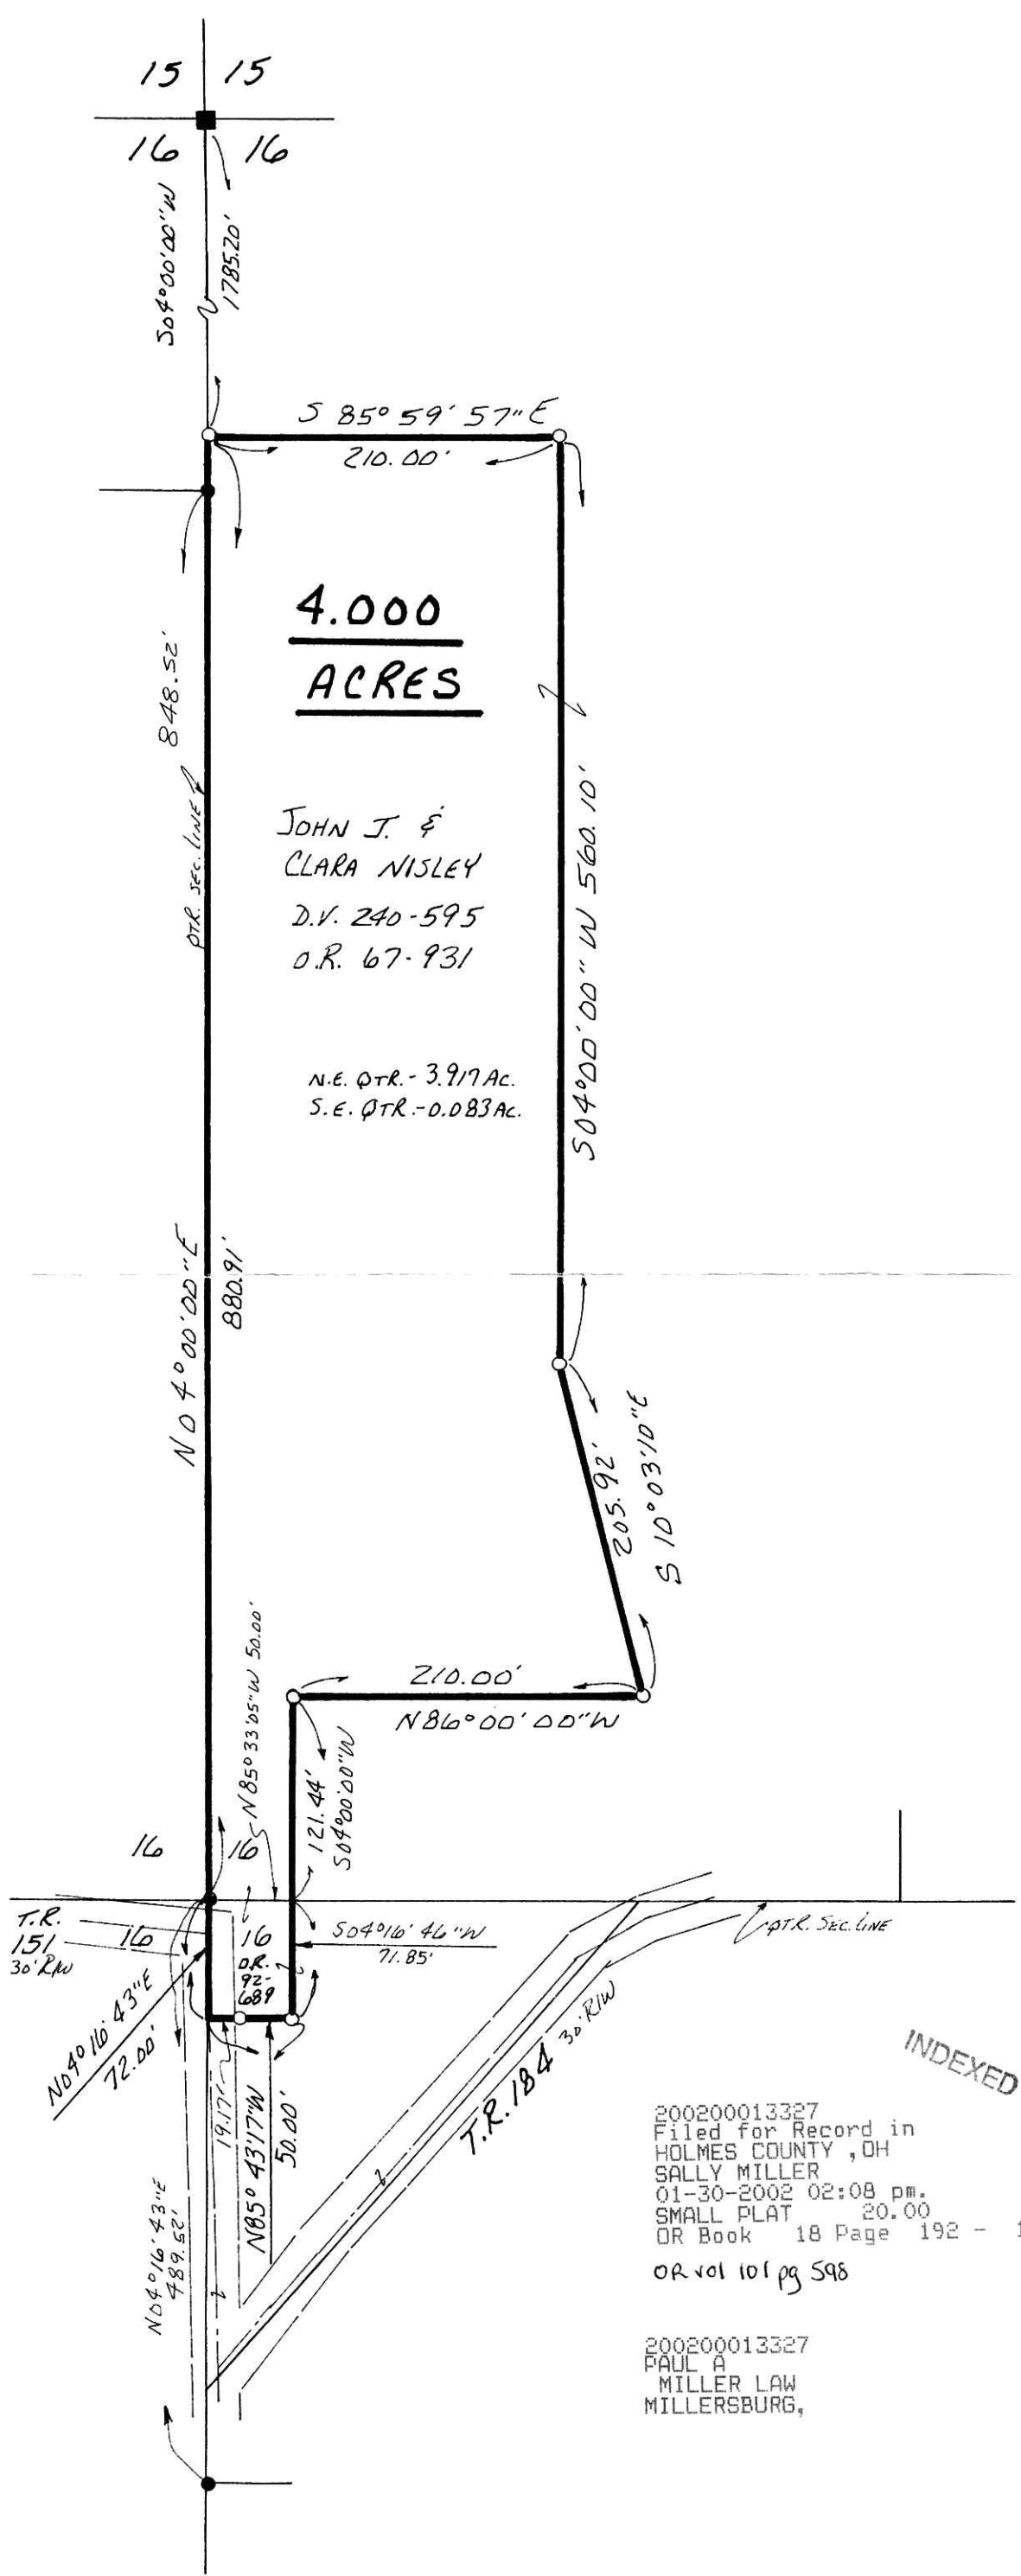 15 15
16 16
S04°00'00"W
1785.20'
S 85° 59' 57" E
210.00'
4.000
ACRES
848.52'
QTR. SEC. LINE
JOHN J. &
CLARA NISLEY
D.V. 240-595
O.R. 67-931
S04°00'00" W 560.10'
N.E. QTR. - 3.917 AC.
S.E. QTR. - 0.083 AC.
N04°00'00"E
880.91'
205.92'
S 10°03'10"E
N85°33'05"W 50.00'
210.00'
N86°00'00"W
121.44'
S04°00'00"W
16 16
T.R.
151
30' R/W
16 16
O.R.
92-
689
S04°16'46"W
71.85'
QTR. SEC. LINE
N04°16'43"E
72.00'
19.17'
N85°43'17"W
50.00'
T.R. 184 30' R/W
N04°16'43"E
489.52'
INDEXED
200200013327
Filed for Record in
HOLMES COUNTY ,OH
SALLY MILLER
01-30-2002 02:08 pm.
SMALL PLAT 20.00
OR Book 18 Page 192 - 1
OR vol 101 pg 598
200200013327
PAUL A
MILLER LAW
MILLERSBURG,